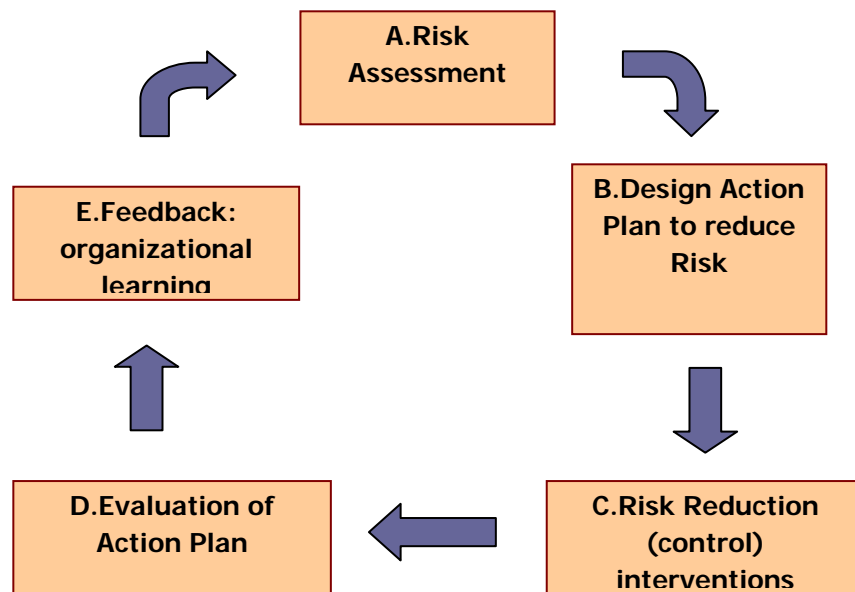 A.Risk
Assessment
B.Design Action
Plan to reduce
Risk
C.Risk Reduction
(control)
interventions
D.Evaluation of
Action Plan
E.Feedback:
organizational
learning